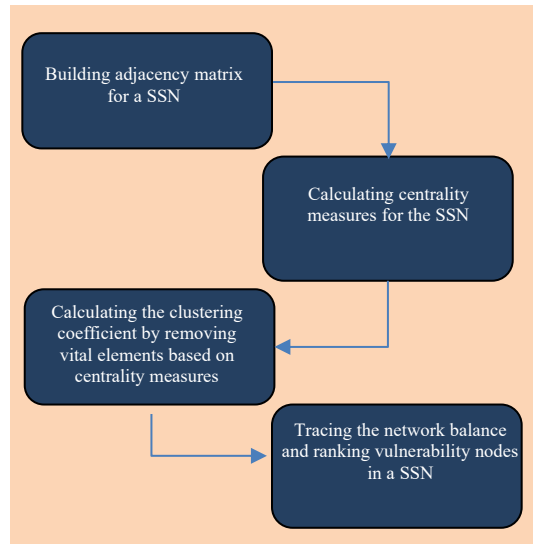 Building adjacency matrix
for a SSN
Calculating centrality
measures for the SSN
Calculating the clustering
coefficient by removing
vital elements based on
centrality measures
Tracing the network balance
and ranking vulnerability nodes
in a SSN